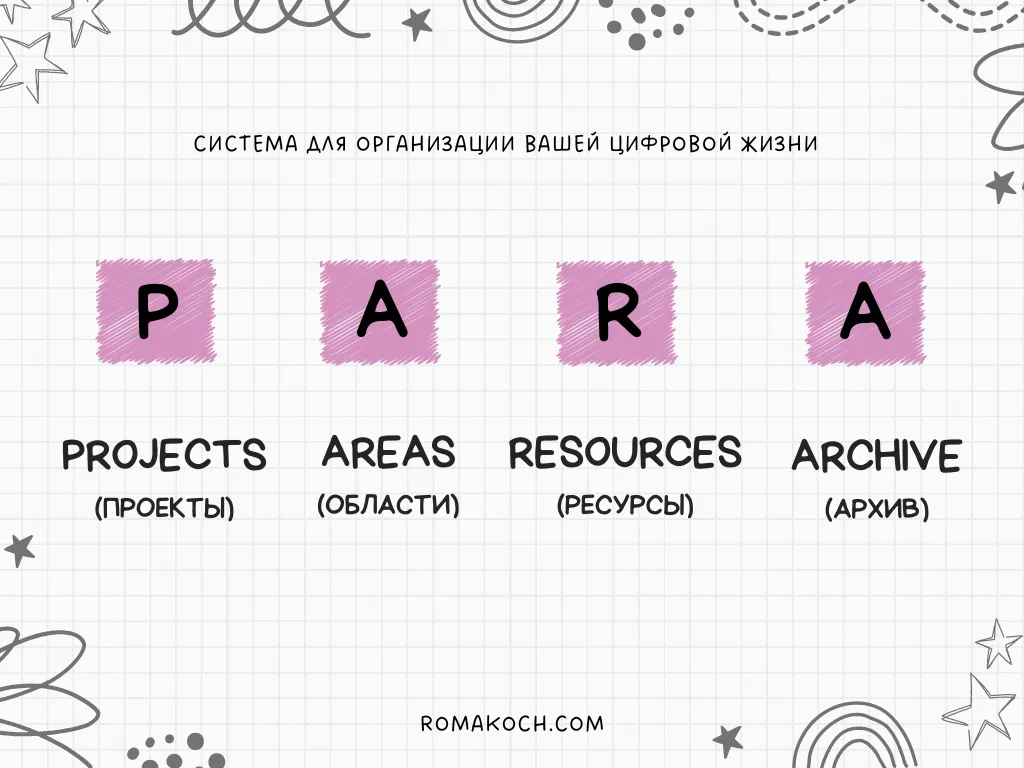 СИСТЕМА ДЛЯ ОРГАНИЗАЦИИ ВАШЕЙ ЦИФРОВОЙ ЖИЗНИ
P A R A
PROJECTS AREAS RESOURCES ARCHIVE
(ПРОЕКТЫ) (ОБЛАСТИ) (РЕСУРСЫ) (АРХИВ)
ROMAKOCH.COM